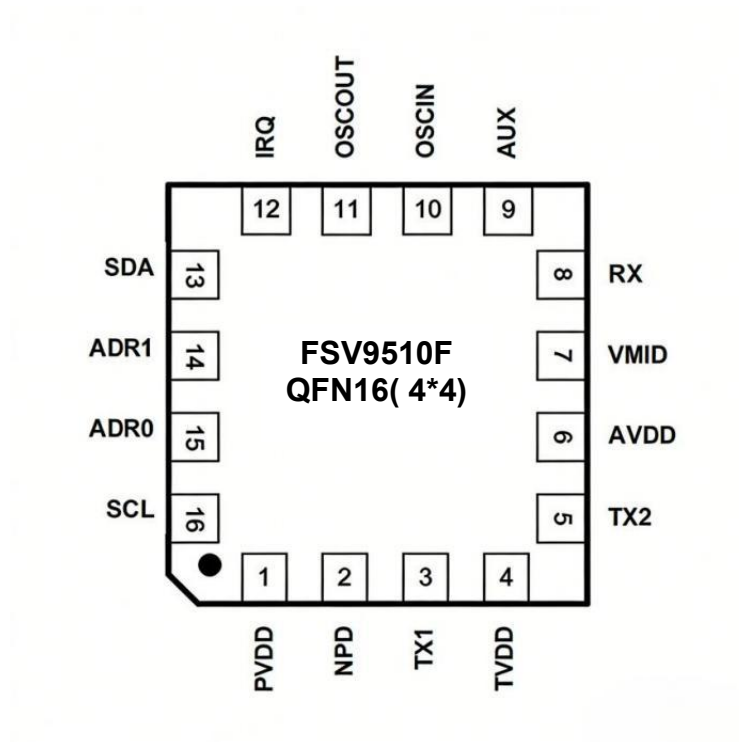 IRQ
OSCOUT
OSCIN
AUX
12
11
10
9
SDA
13
8
RX
ADR1
14
FSV9510F
7
VMID
QFN16( 4*4)
ADR0
15
6
AVDD
SCL
16
5
TX2
1
2
3
4
PVDD
NPD
TX1
TVDD